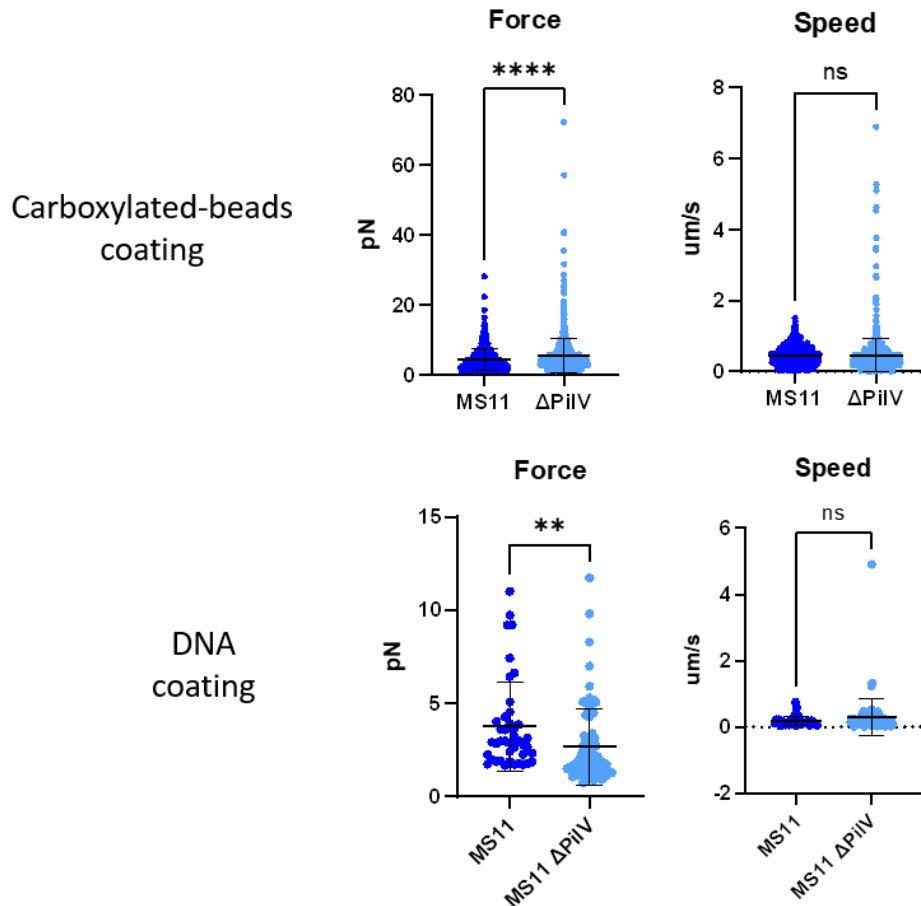 Force
Speed
****
ns
80
60
40
20
0
pN
MS11
ΔPilV
8
6
4
2
0
um/s
MS11
ΔPilV
Carboxylated-beads
coating
Force
Speed
**
ns
15
10
5
0
pN
MS11
MS11 ΔPilV
6
4
2
0
-2
um/s
MS11
MS11 ΔPilV
DNA
coating